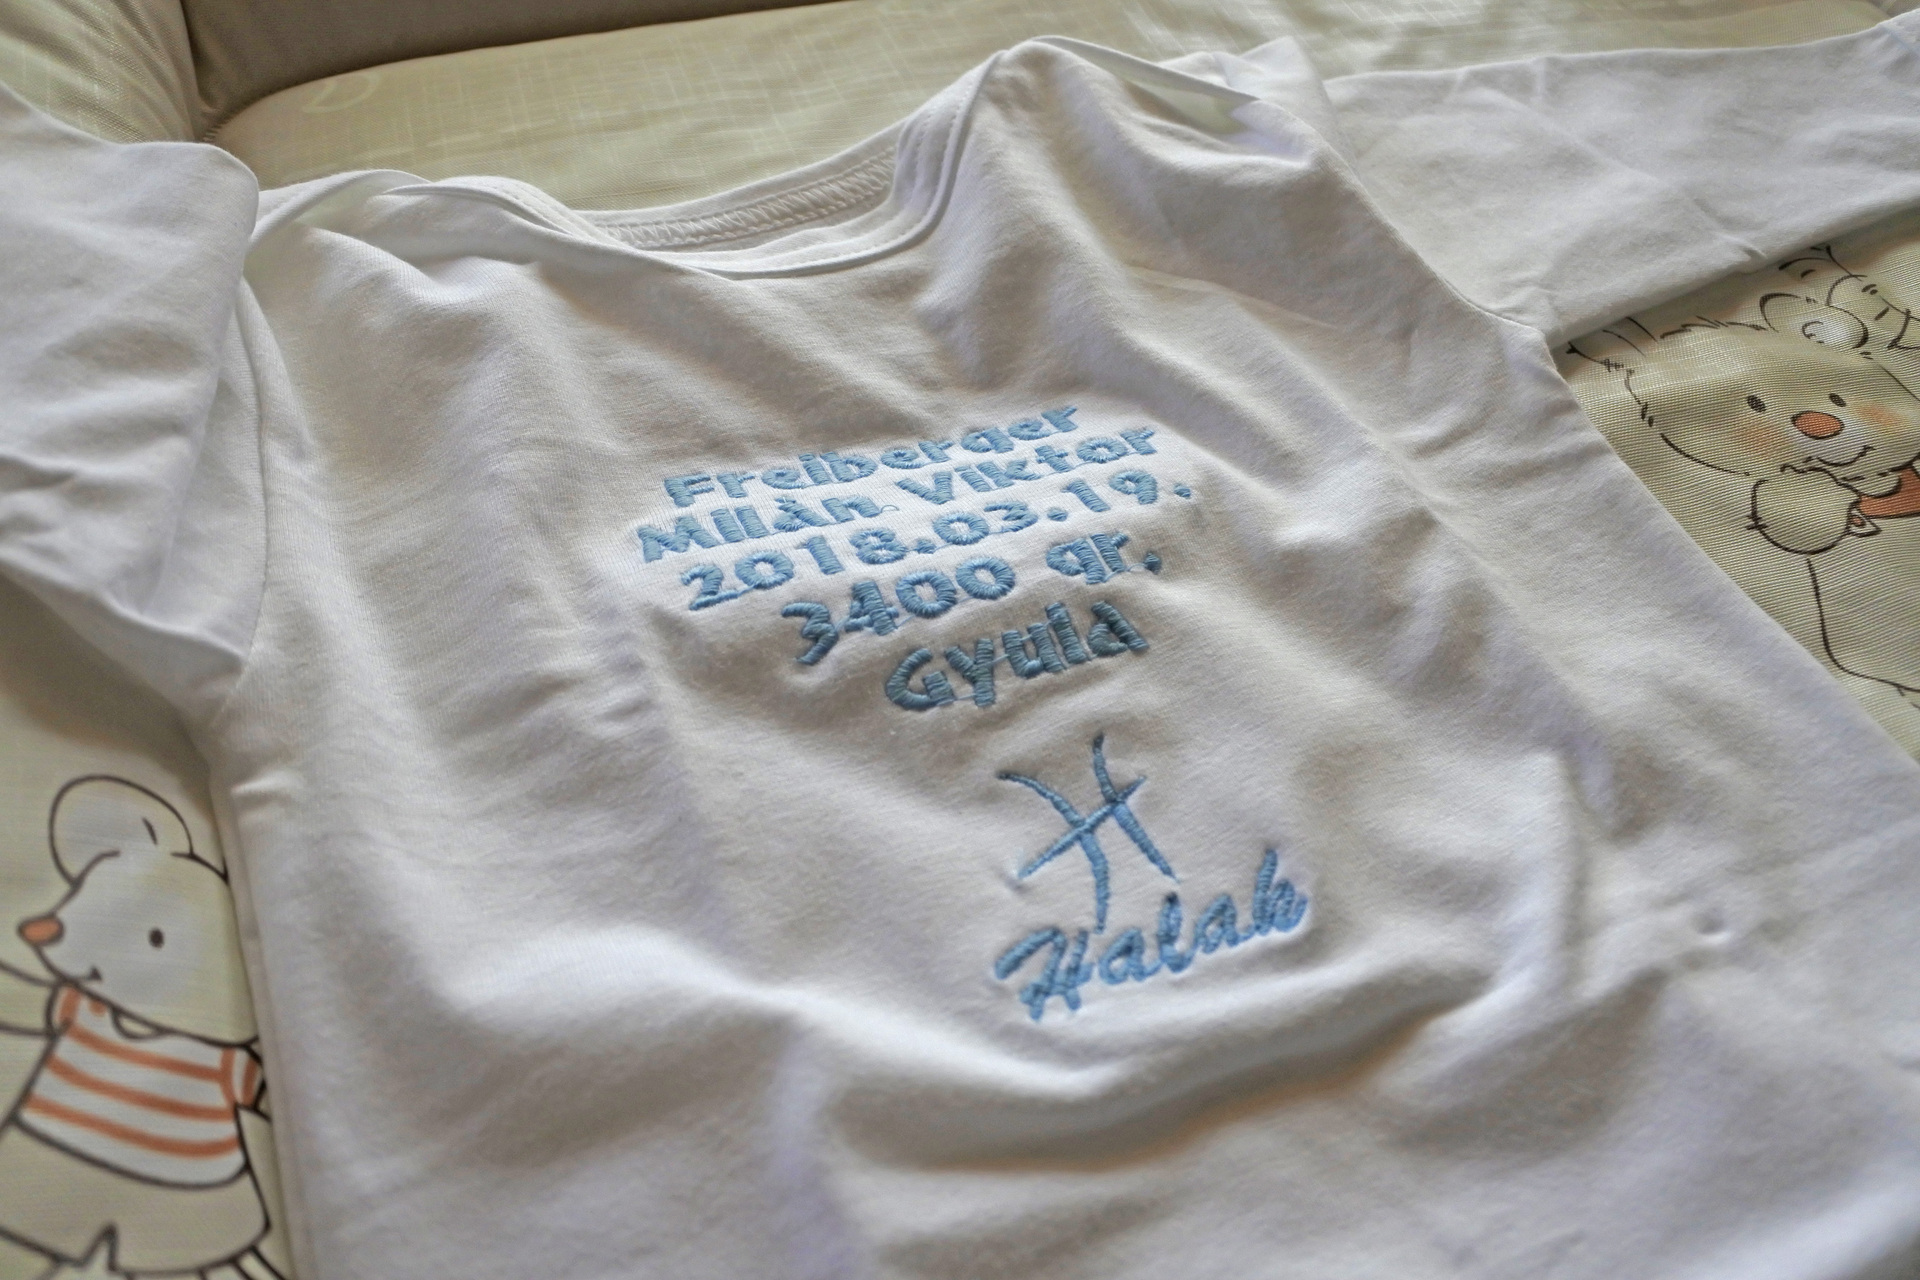 Freiberger
Milán Viktor
2018.03.19.
3400 gr.
Gyula
Halak